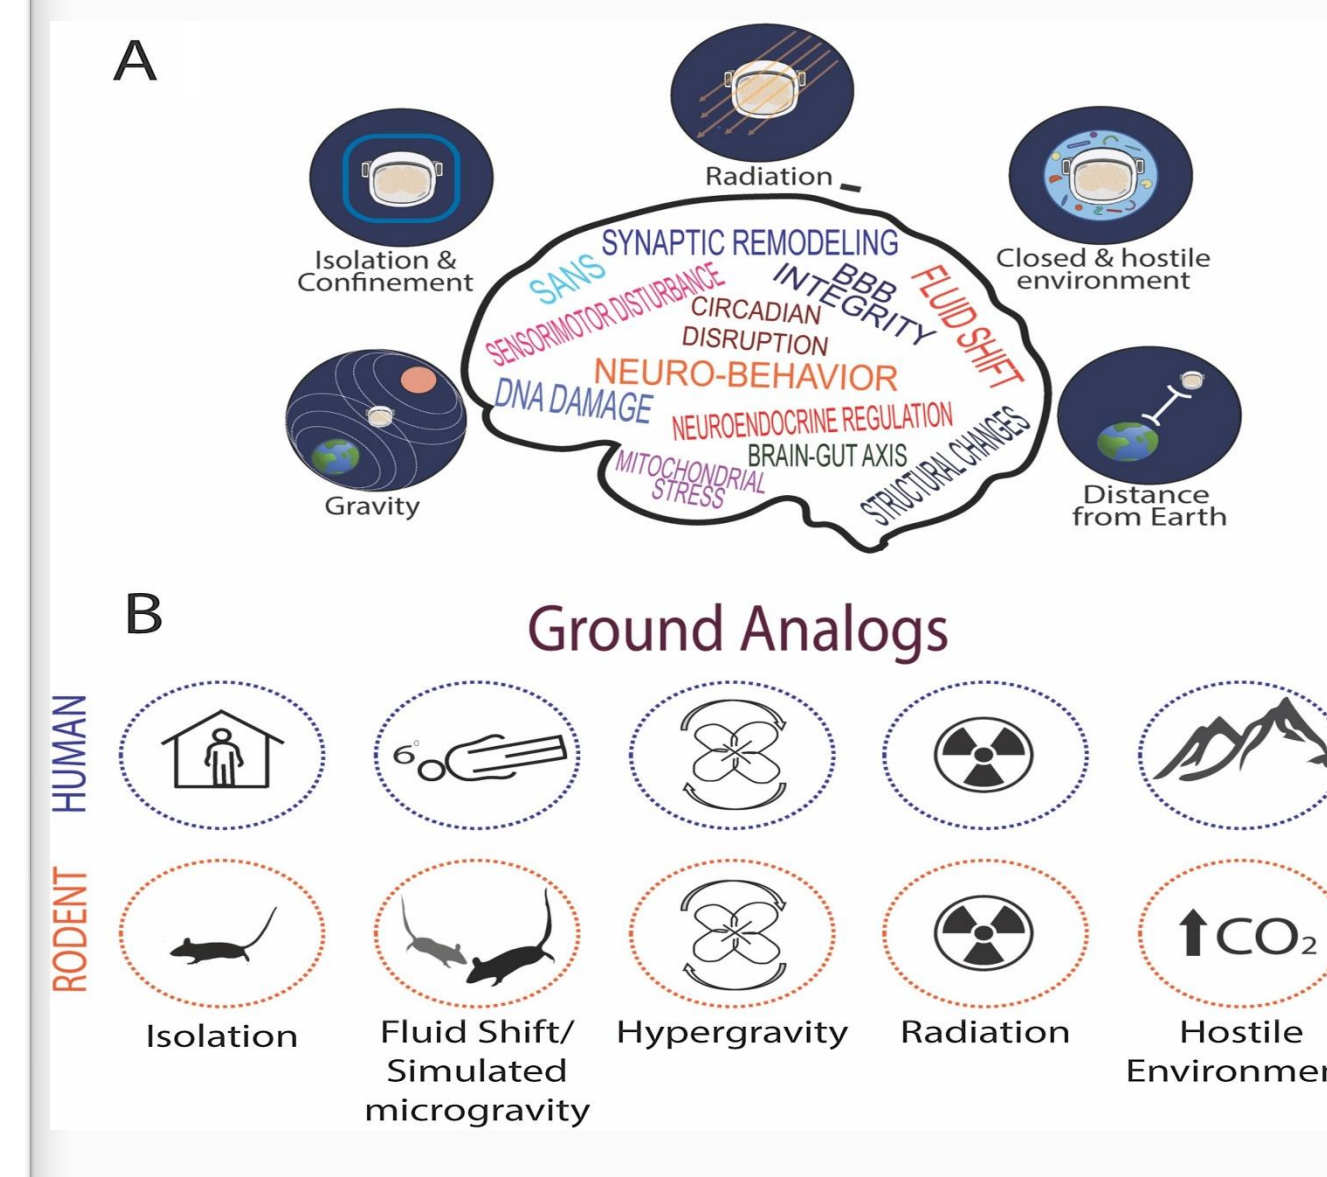 A
Radiation
Isolation &
Confinement
Closed & hostile
environment
SYNAPTIC REMODELING
SANS
SENSORIMOTOR DISTURBANCE
BBB
INTEGRITY
FLUID SHIFT
CIRCADIAN
DISRUPTION
NEURO-BEHAVIOR
DNA DAMAGE
NEUROENDOCRINE REGULATION
BRAIN-GUT AXIS
STRUCTURAL CHANGES
MITOCHONDRIAL
STRESS
Gravity
Distance
from Earth
B
Ground Analogs
HUMAN
6°
RODENT
CO₂
Isolation
Fluid Shift/
Simulated
microgravity
Hypergravity
Radiation
Hostile
Environmen